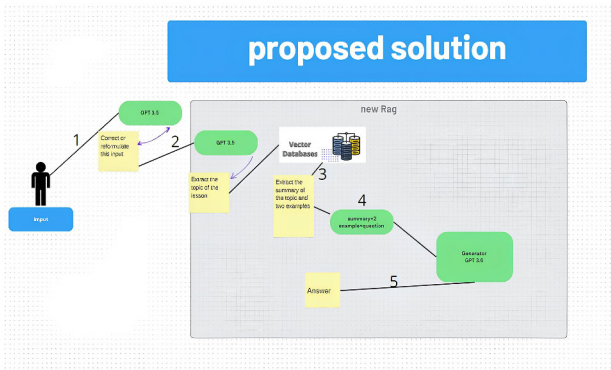 proposed solution
new Rag
GPT 3.5
1
Correct or
reformulate
this input
2
GPT 3.5
Vector
Databases
3
Extract the
topic of the
lesson
Extract the
summary of
the topic and
two examples
4
summary+2
example+question
Input
Generator
GPT 3.6
5
Answer